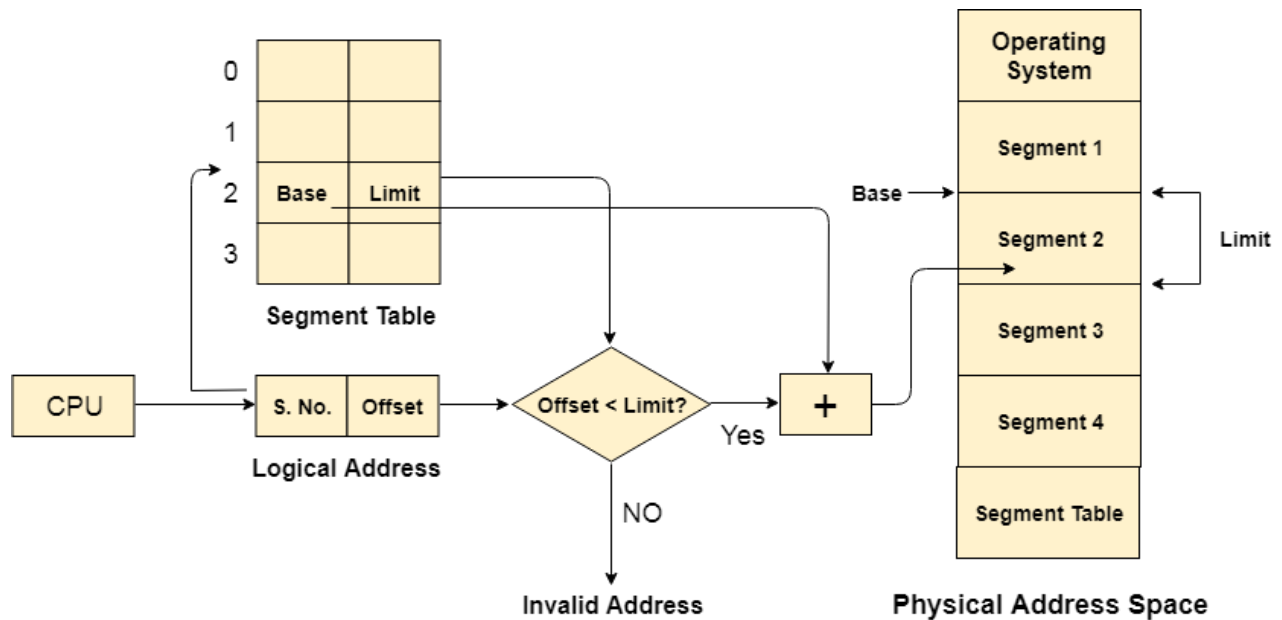 0
1
2
3
Base
Limit
Segment Table
CPU
S. No.
Offset
Logical Address
Offset < Limit?
Yes
NO
Invalid Address
+
Operating
System
Segment 1
Base
Segment 2
Limit
Segment 3
Segment 4
Segment Table
Physical Address Space